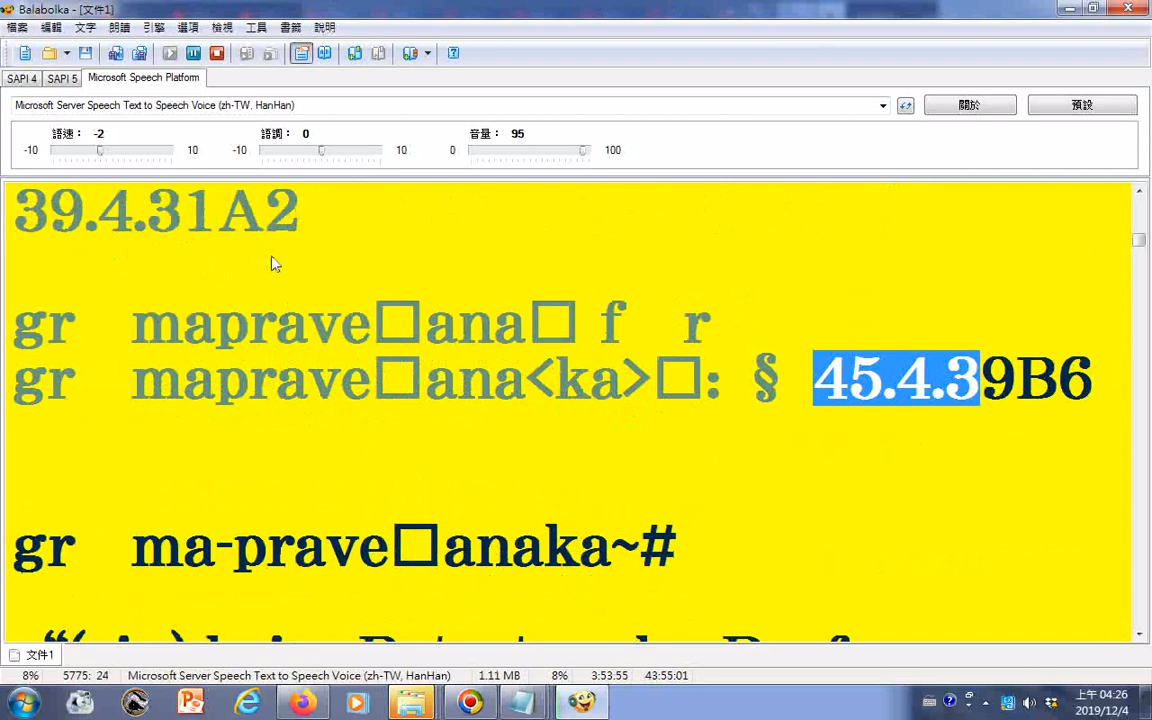 Balabolka - [文件1]
檔案 編輯 文字 朗讀 引擎 選項 檢視 工具 書籤 說明
SAPI 4 SAPI 5 Microsoft Speech Platform
Microsoft Server Speech Text to Speech Voice (zh-TW, HanHan) 關於 預設
語速： -2 語調： 0 音量： 95
-10 10 -10 10 0 100
39.4.31A2
gr maprave□ana□ f r
gr maprave□ana<ka>□: § 45.4.39B6
gr ma-prave□anaka~#
文件1
8% 5775: 24 Microsoft Server Speech Text to Speech Voice (zh-TW, HanHan) 1.11 MB 8% 3:53:55 43:55:01
上午 04:26
2019/12/4